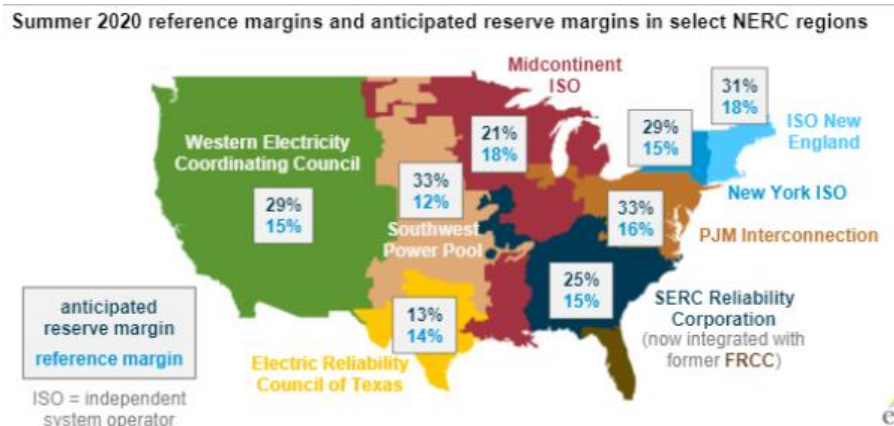 Summer 2020 reference margins and anticipated reserve margins in select NERC regions
Midcontinent
ISO
31%
18%
ISO New
England
29%
15%
New York ISO
Western Electricity
Coordinating Council
21%
18%
33%
12%
Southwest
Power Pool
29%
15%
33%
16%
PJM Interconnection
25%
15%
SERC Reliability
Corporation
(now integrated with
former FRCC)
13%
14%
Electric Reliability
Council of Texas
anticipated
reserve margin
reference margin
ISO = independent
system operator